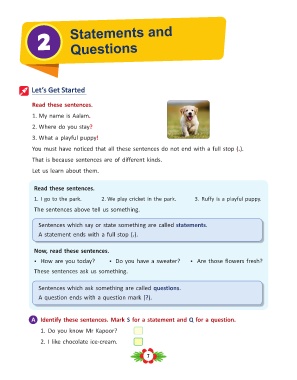 2
Statements and
Questions
Let's Get Started
Read these sentences.
1. My name is Aalam.
2. Where do you stay?
3. What a playful puppy!
You must have noticed that all these sentences do not end with a full stop (.).
That is because sentences are of different kinds.
Let us learn about them.
Read these sentences.
1. I go to the park. 2. We play cricket in the park. 3. Ruffy is a playful puppy.
The sentences above tell us something.
Sentences which say or state something are called statements.
A statement ends with a full stop (.).
Now, read these sentences.
• How are you today? • Do you have a sweater? • Are those flowers fresh?
These sentences ask us something.
Sentences which ask something are called questions.
A question ends with a question mark (?).
A Identify these sentences. Mark S for a statement and Q for a question.
1. Do you know Mr Kapoor?
2. I like chocolate ice-cream.
7